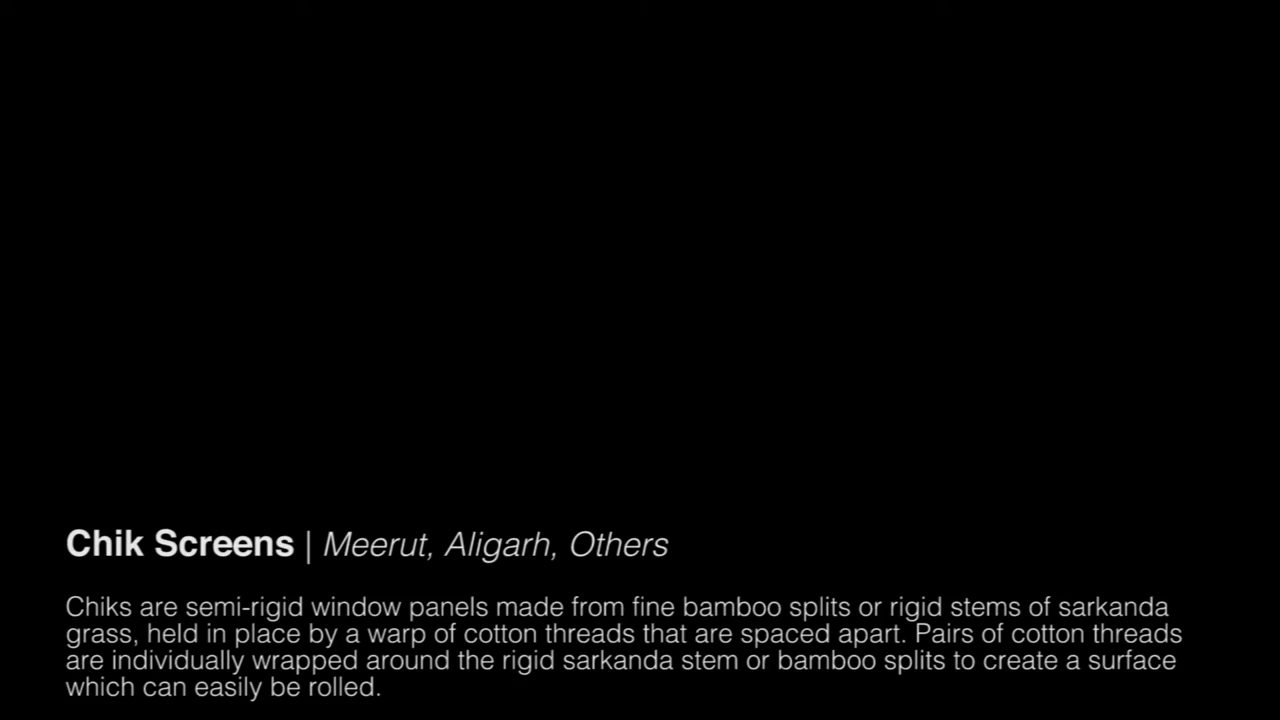 Chik Screens | Meerut, Aligarh, Others
Chiks are semi-rigid window panels made from fine bamboo splits or rigid stems of sarkanda
grass, held in place by a warp of cotton threads that are spaced apart. Pairs of cotton threads
are individually wrapped around the rigid sarkanda stem or bamboo splits to create a surface
which can easily be rolled.